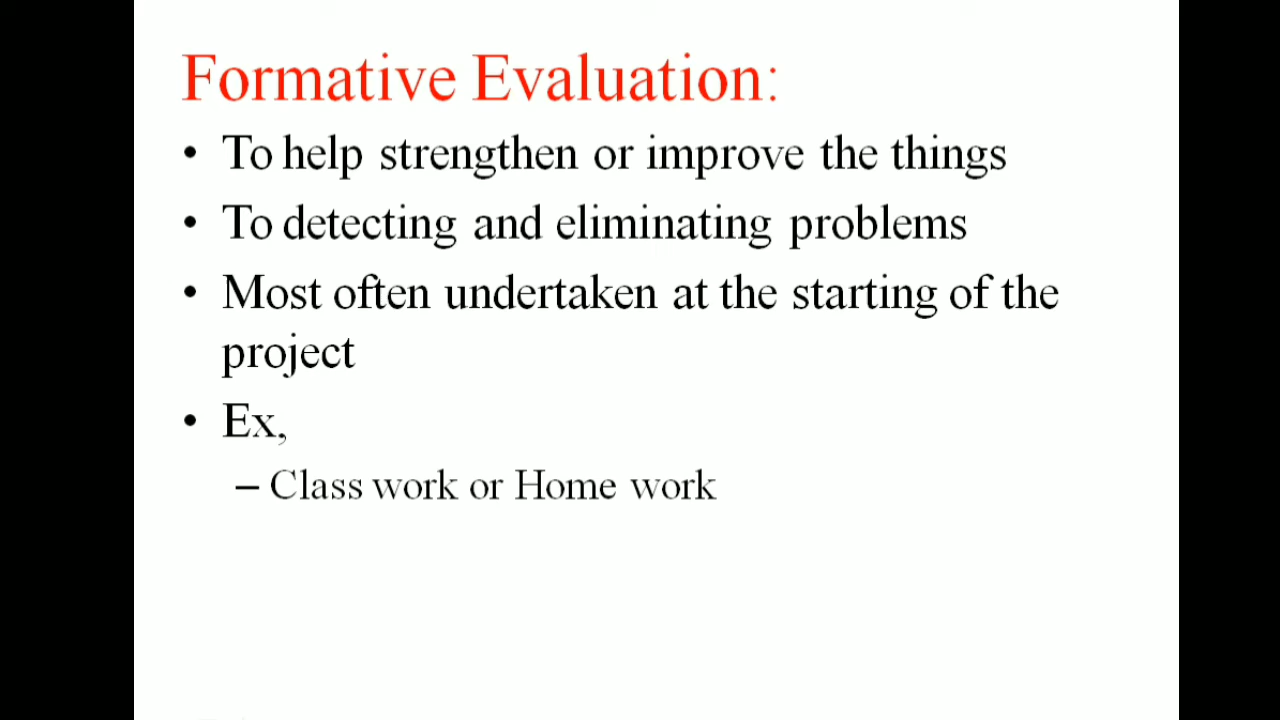 Formative Evaluation:
• To help strengthen or improve the things
• To detecting and eliminating problems
• Most often undertaken at the starting of the
project
• Ex,
– Class work or Home work